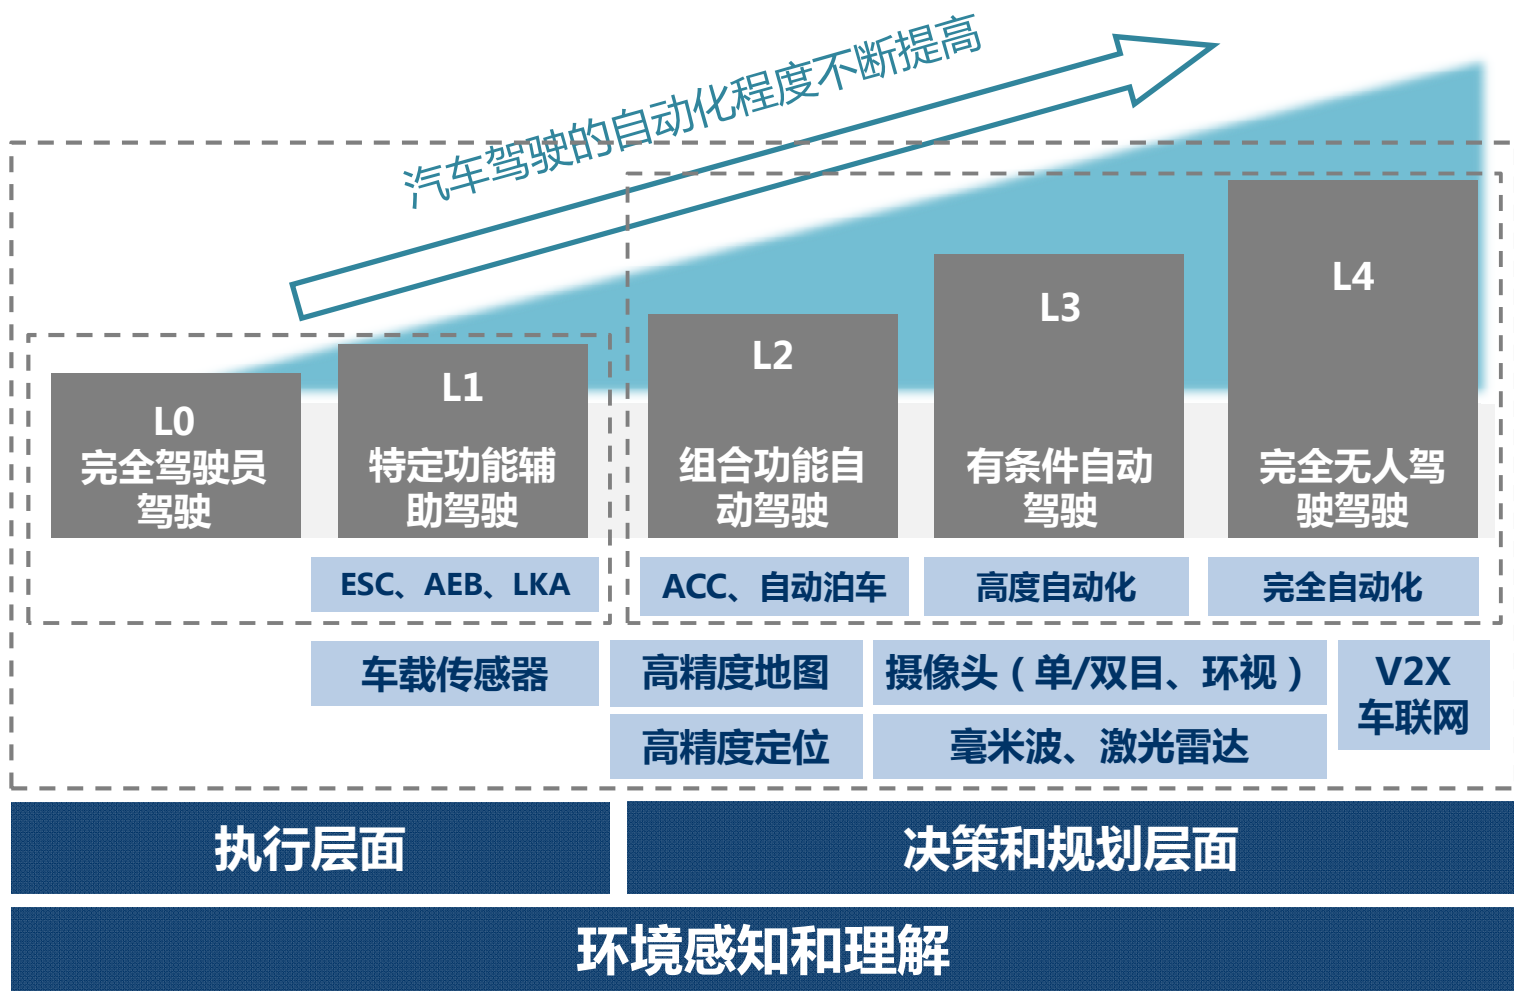 汽车驾驶的自动化程度不断提高
L0
完全驾驶员
驾驶
L1
特定功能辅
助驾驶
L2
组合功能自
动驾驶
L3
有条件自动
驾驶
L4
完全无人驾
驶驾驶
ESC、AEB、LKA
ACC、自动泊车
高度自动化
完全自动化
车载传感器
高精度地图
摄像头（单/双目、环视）
V2X
车联网
高精度定位
毫米波、激光雷达
执行层面
决策和规划层面
环境感知和理解